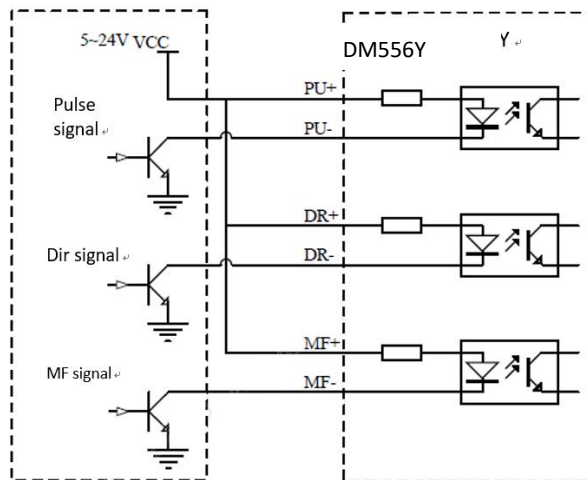 5~24V VCC
DM556Y
Y
PU+
Pulse
signal
PU-
DR+
Dir signal
DR-
MF+
MF signal
MF-